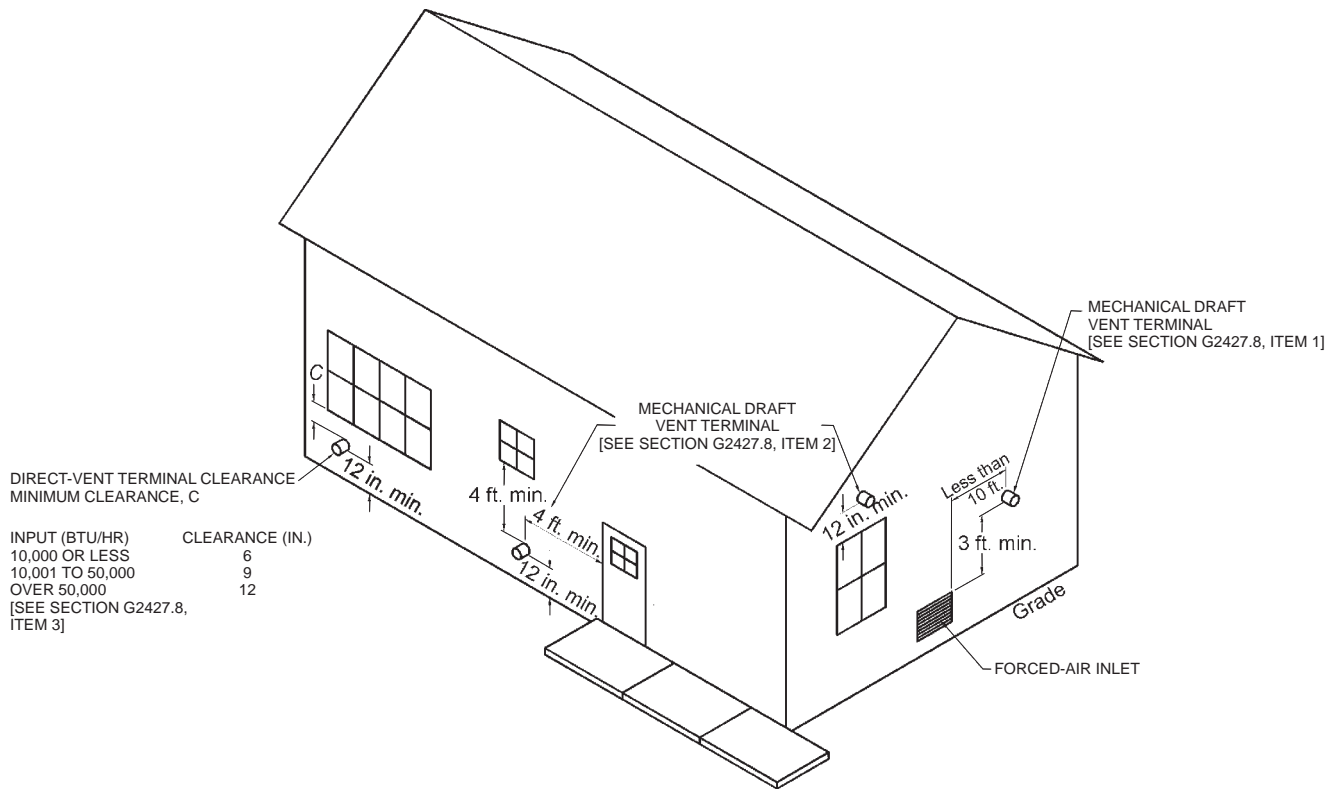 MECHANICAL DRAFT
VENT TERMINAL
[SEE SECTION G2427.8, ITEM 1]
C
MECHANICAL DRAFT
VENT TERMINAL
[SEE SECTION G2427.8, ITEM 2]
DIRECT-VENT TERMINAL CLEARANCE
MINIMUM CLEARANCE, C
12 in. min.
INPUT (BTU/HR) CLEARANCE (IN.)
10,000 OR LESS 6
10,001 TO 50,000 9
OVER 50,000 12
[SEE SECTION G2427.8,
ITEM 3]
4 ft. min.
4 ft. min.
12 in. min.
12 in. min.
Less than
10 ft.
3 ft. min.
Grade
FORCED-AIR INLET